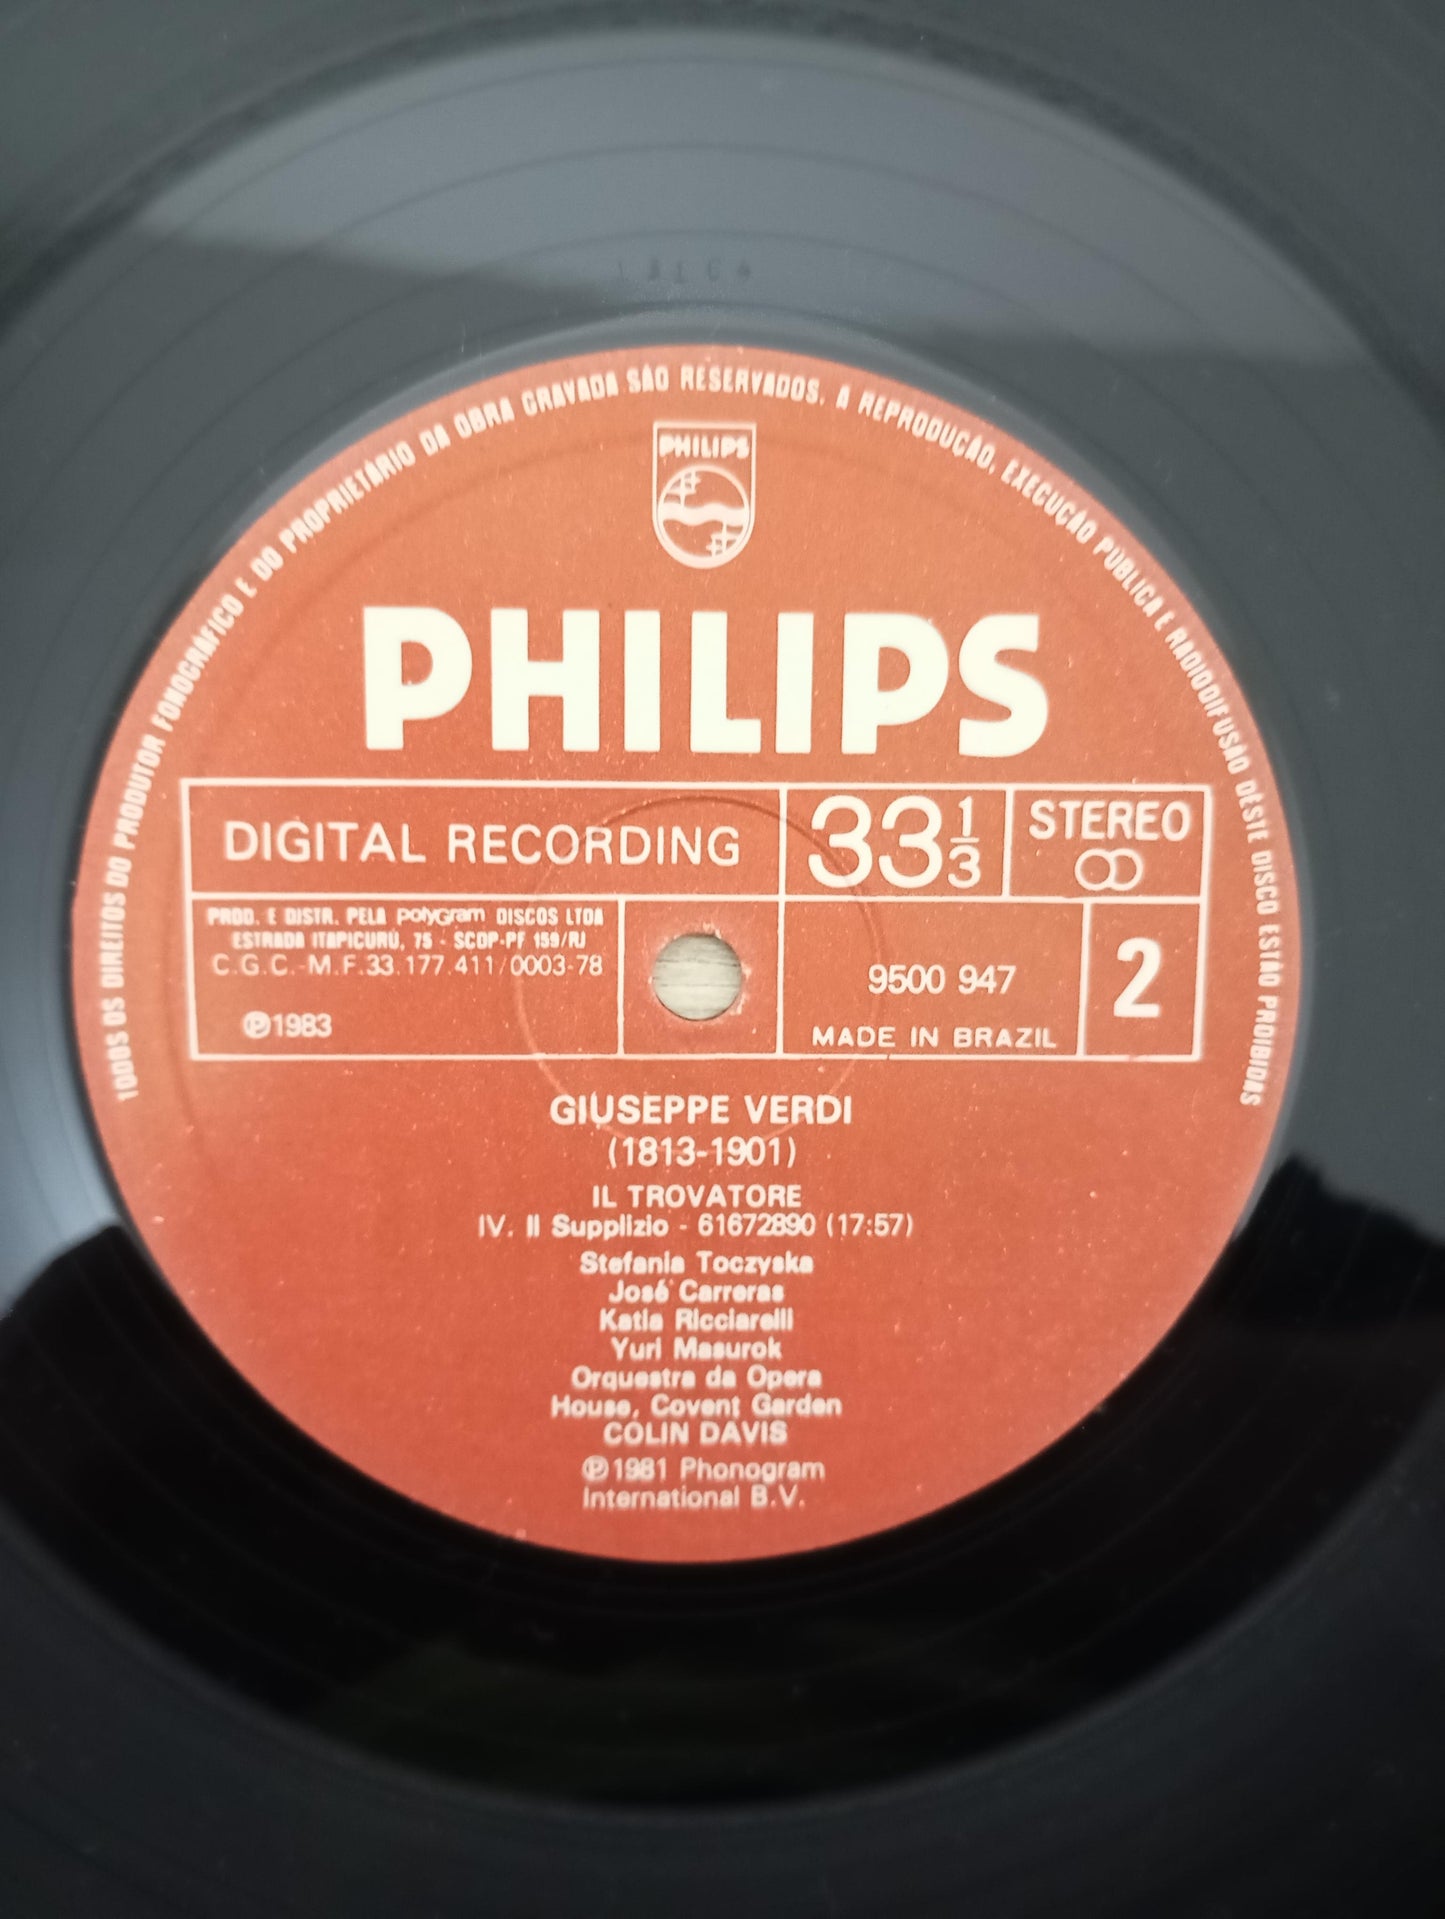 TODOS OS DIREITOS DO PRODUTOR FONOGRÁFICO E DO PROPRIETÁRIO DA OBRA GRAVADA SÃO RESERVADOS. A REPRODUÇÃO, EXECUÇÃO PÚBLICA E RADIODIFUSÃO DESTE DISCO ESTÃO PROIBIDAS
PHILIPS
PHILIPS
DIGITAL RECORDING
33 1/3
STEREO
PROD. E DISTR. PELA polyGram DISCOS LTDA
ESTRADA ITAPICURU, 75 - SCDP-PF 159/RJ
C.G.C.-M.F.33.177.411/0003-78
℗1983
9500 947
MADE IN BRAZIL
2
GIUSEPPE VERDI
(1813-1901)
IL TROVATORE
IV. Il Supplizio - 61672890 (17:57)
Stefania Toczyska
José Carreras
Katia Ricciarelli
Yuri Masurok
Orquestra da Opera
House, Covent Garden
COLIN DAVIS
℗1981 Phonogram
International B.V.